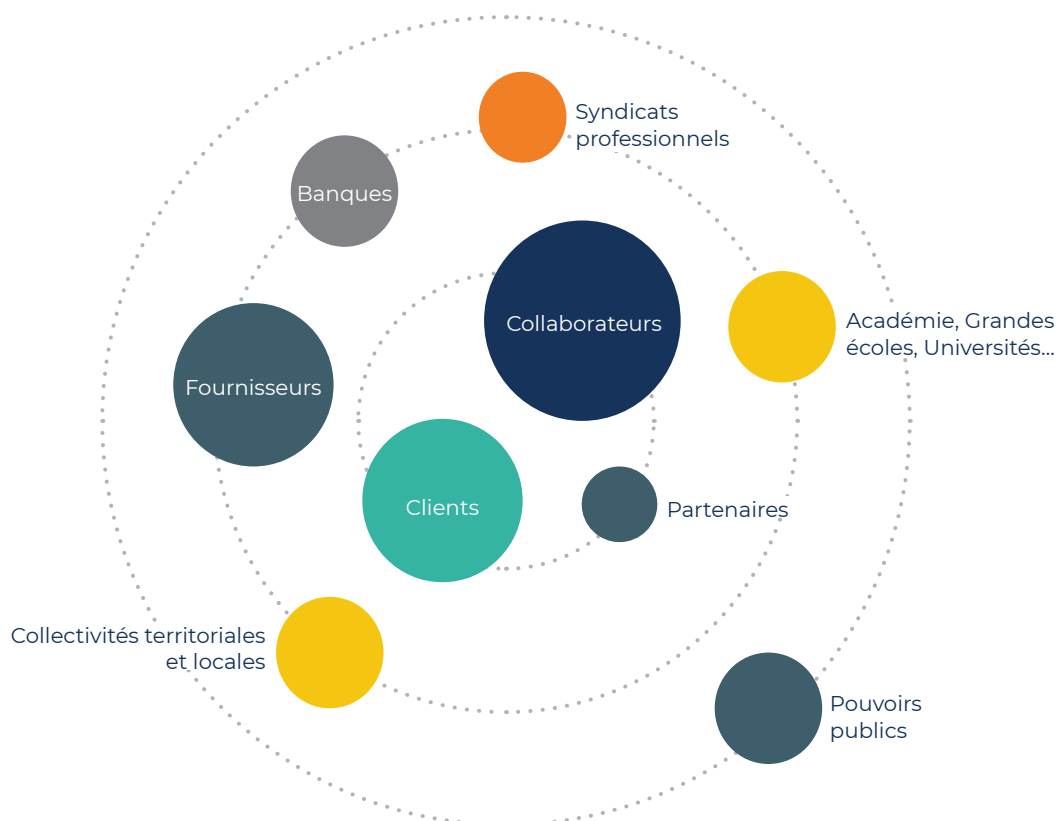 Syndicats
professionnels
Banques
Collaborateurs
Académie, Grandes
écoles, Universités...
Fournisseurs
Clients
Partenaires
Collectivités territoriales
et locales
Pouvoirs
publics